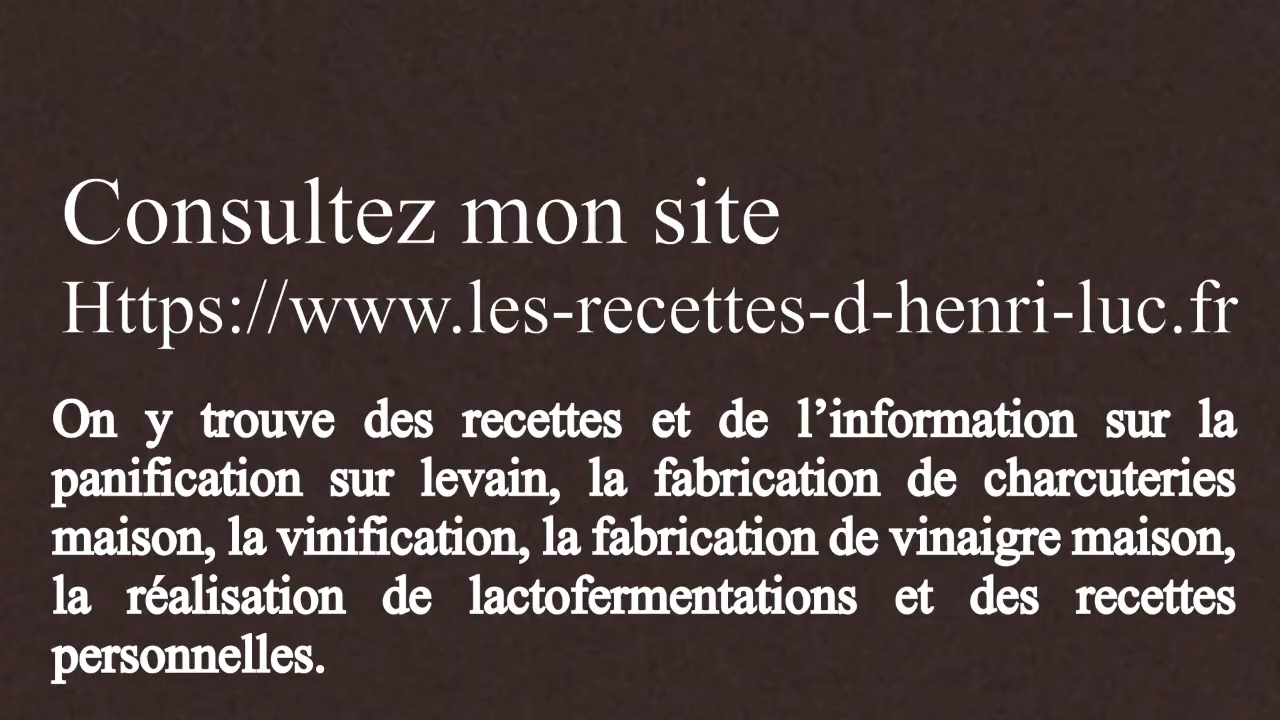 Consultez mon site
Https://www.les-recettes-d-henri-luc.fr
On y trouve des recettes et de l’information sur la
panification sur levain, la fabrication de charcuteries
maison, la vinification, la fabrication de vinaigre maison,
la réalisation de lactofermentations et des recettes
personnelles.